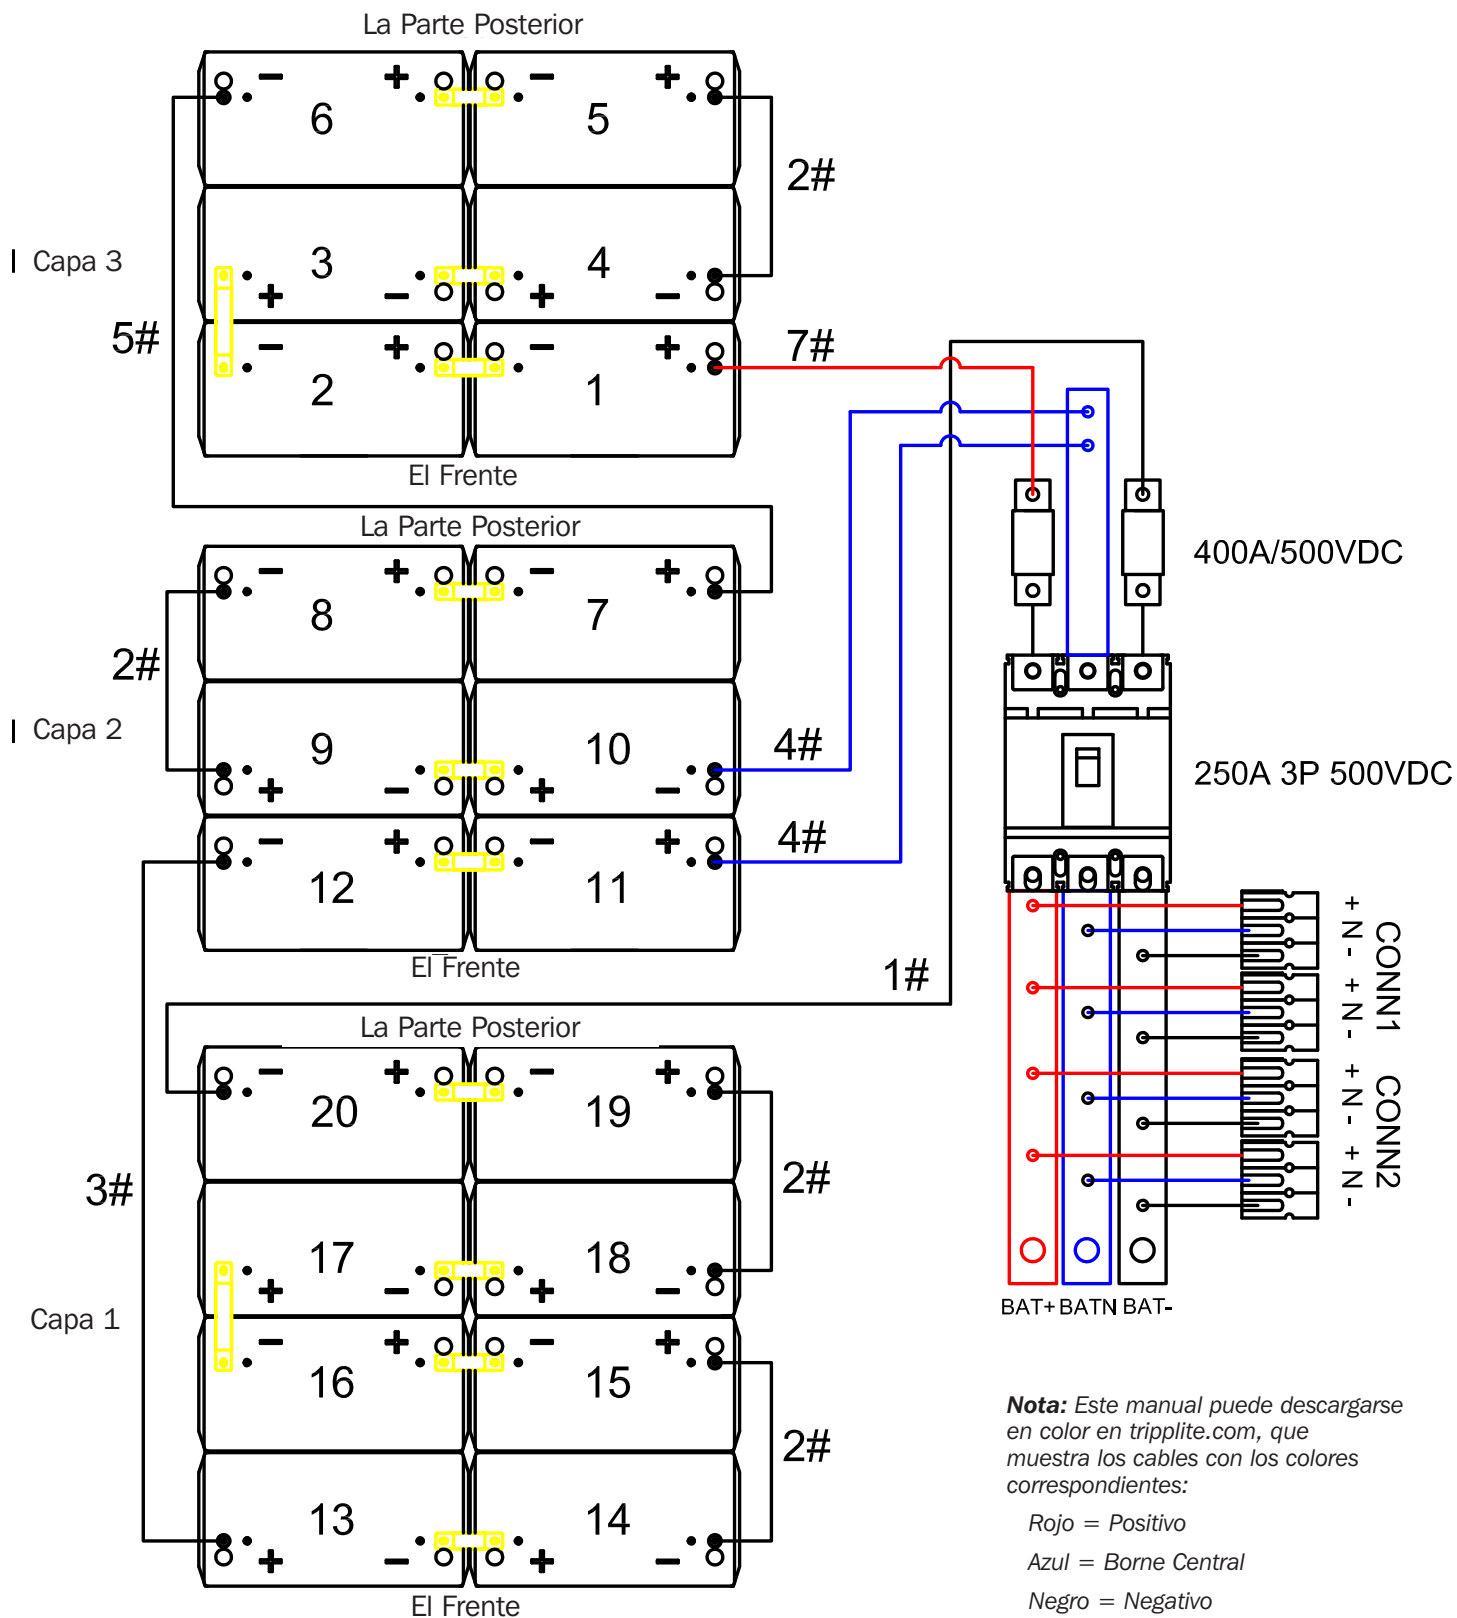 La Parte Posterior
6 − + − + 5
2#
Capa 3
3 + − 4 + −
5#
− + − +
7#
2 1
El Frente
La Parte Posterior
− + − +
8 7
400A/500VDC
2#
Capa 2
9 10
+ − + −
4#
250A 3P 500VDC
− + − +
4#
12 11
El Frente
+ N - + N -
CONN1
1#
La Parte Posterior
− + − +
20 19
+ N - + N -
CONN2
3#
2#
17 18
+ − + −
Capa 1
BAT+ BATN BAT-
− + − +
16 15
2#
13 14
+ − + −
El Frente
Nota: Este manual puede descargarse
en color en tripplite.com, que
muestra los cables con los colores
correspondientes:
Rojo = Positivo
Azul = Borne Central
Negro = Negativo